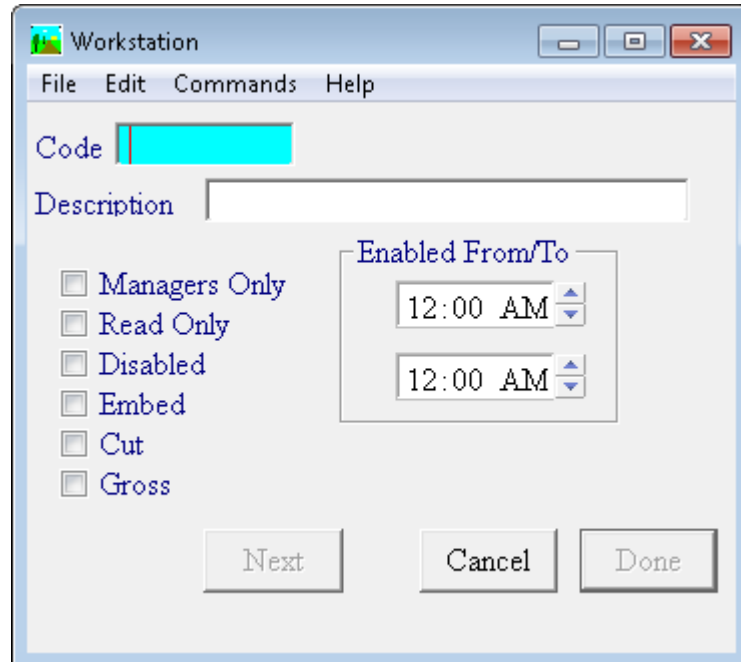 Workstation
File Edit Commands Help
Code
Description
Enabled From/To
Managers Only
12:00 AM
Read Only
Disabled
12:00 AM
Embed
Cut
Gross
Next Cancel Done